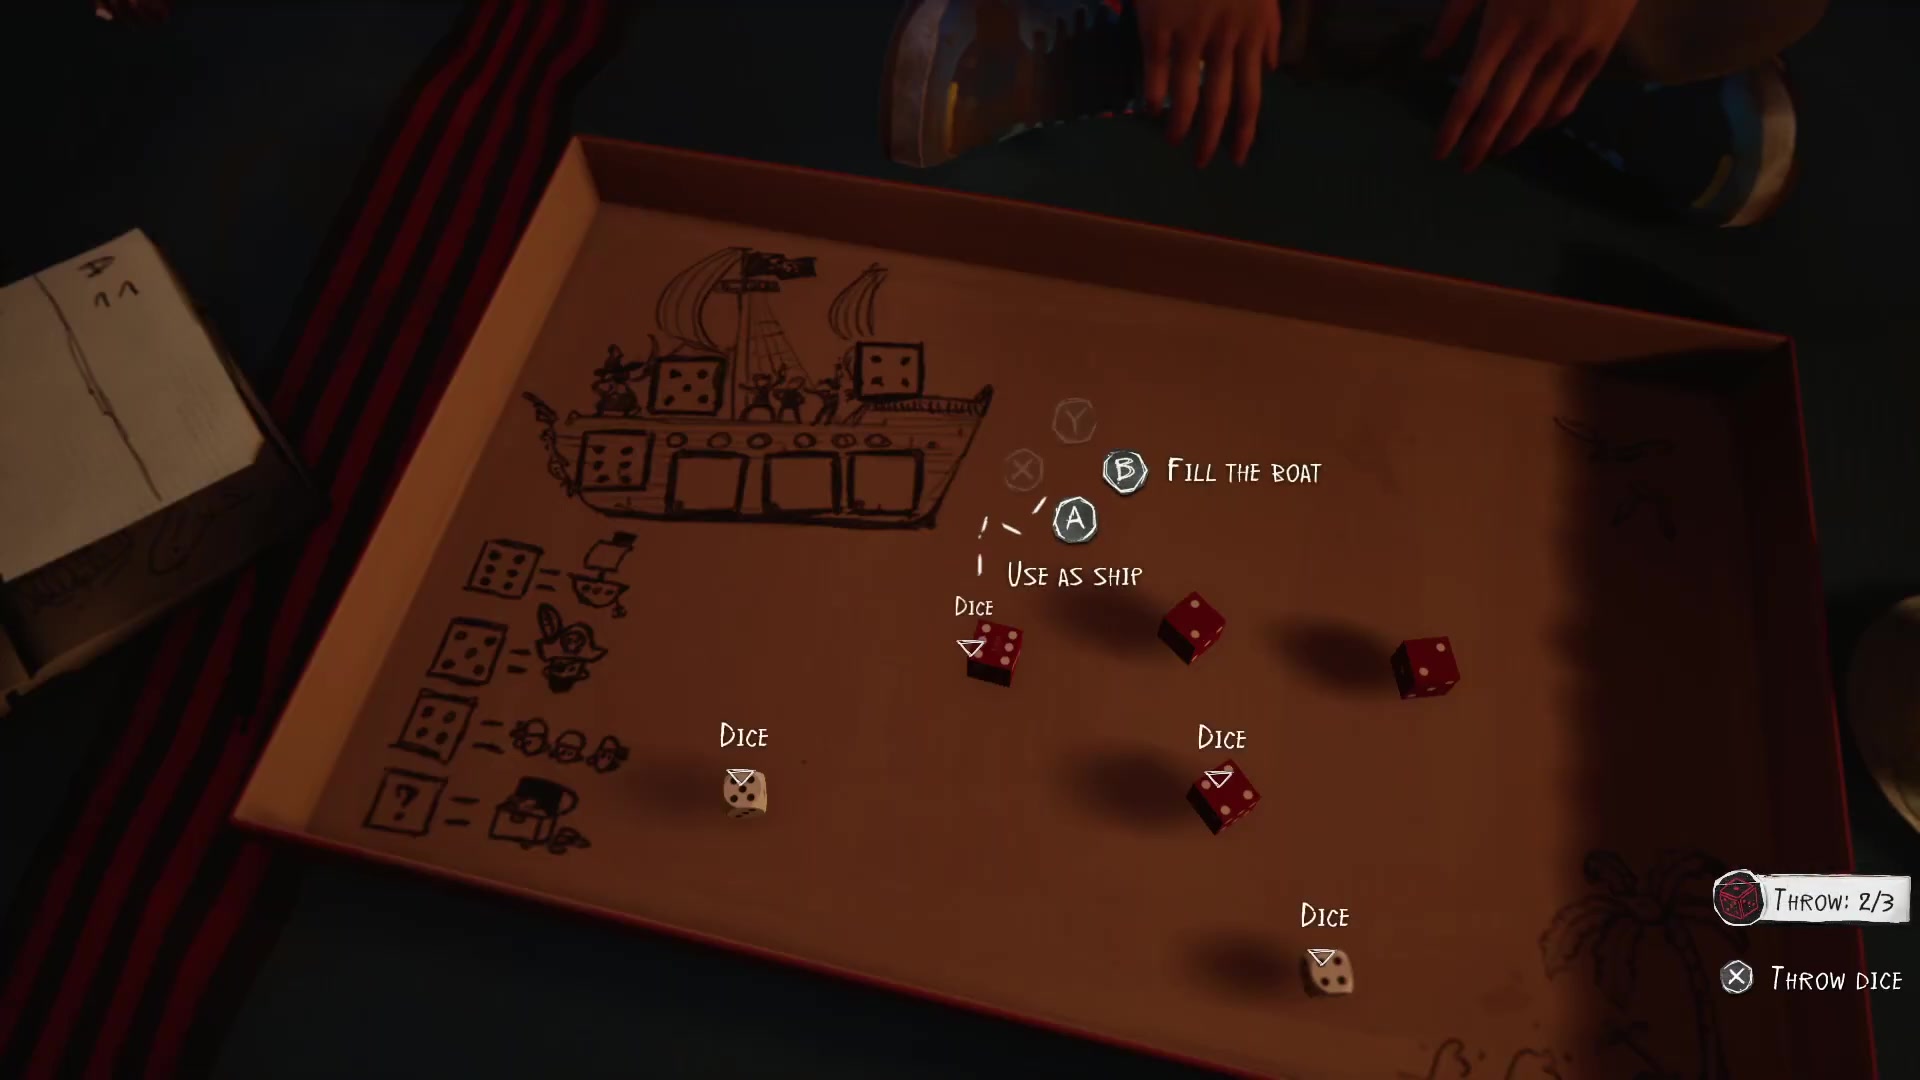 Y
X
B FILL THE BOAT
A
USE AS SHIP
DICE
DICE
DICE
?
DICE
THROW: 2/3
X THROW DICE